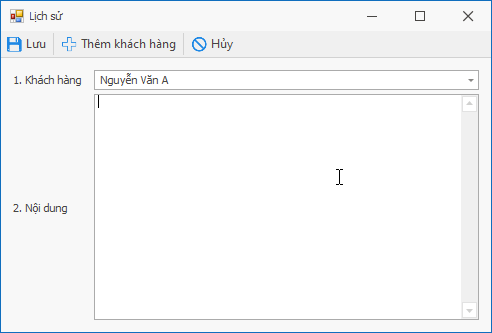 Lịch sử
Lưu Thêm khách hàng Hủy
1. Khách hàng Nguyễn Văn A
2. Nội dung